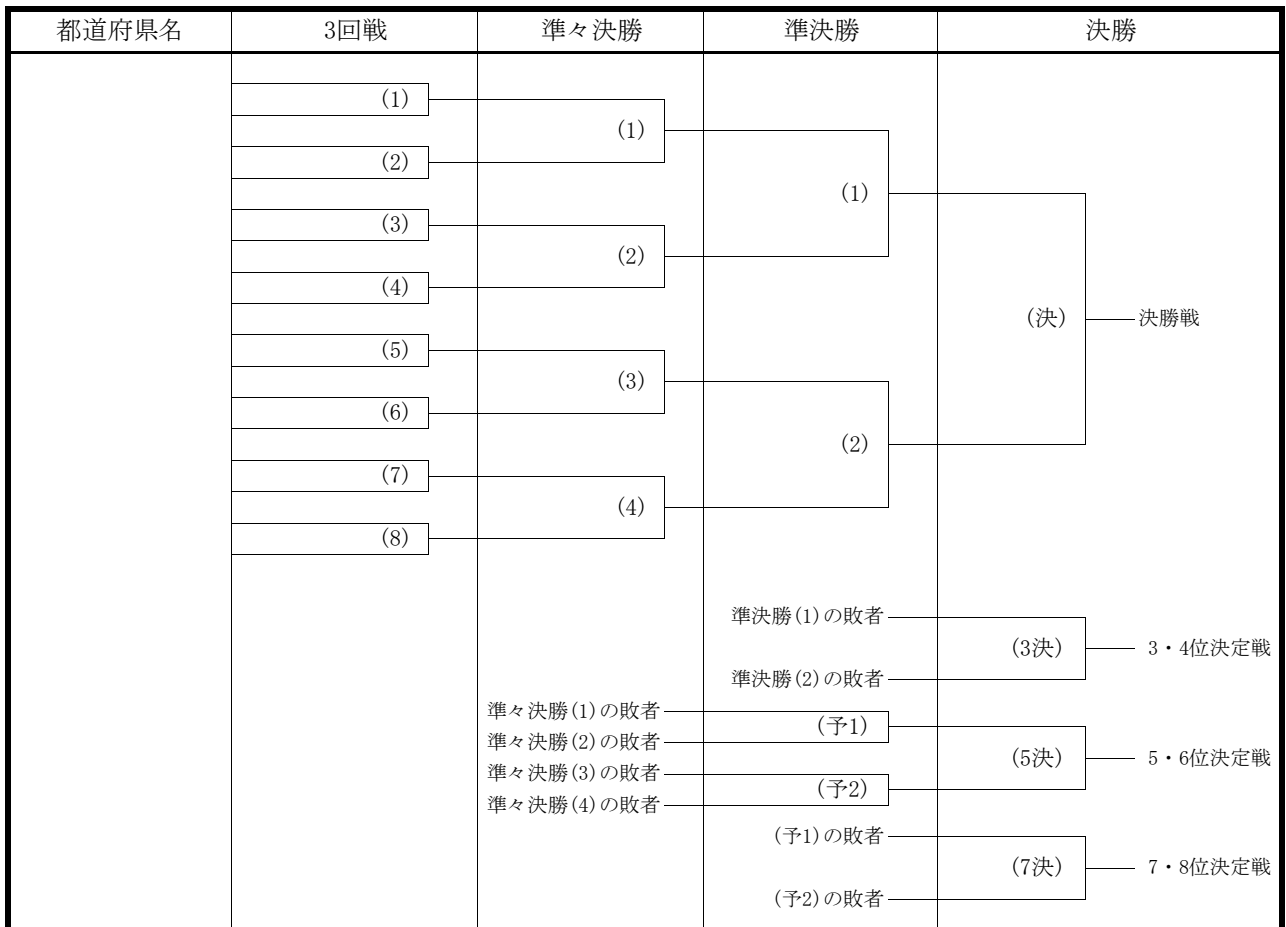 都道府県名 3回戦 準々決勝 準決勝 決勝
(1)
(1)
(2)
(1)
(3)
(2)
(4)
(決) 決勝戦
(5)
(3)
(6)
(2)
(7)
(4)
(8)
準決勝(1)の敗者
(3決) 3・4位決定戦
準決勝(2)の敗者
準々決勝(1)の敗者
(予1)
準々決勝(2)の敗者
(5決) 5・6位決定戦
準々決勝(3)の敗者
(予2)
準々決勝(4)の敗者
(予1)の敗者
(7決) 7・8位決定戦
(予2)の敗者